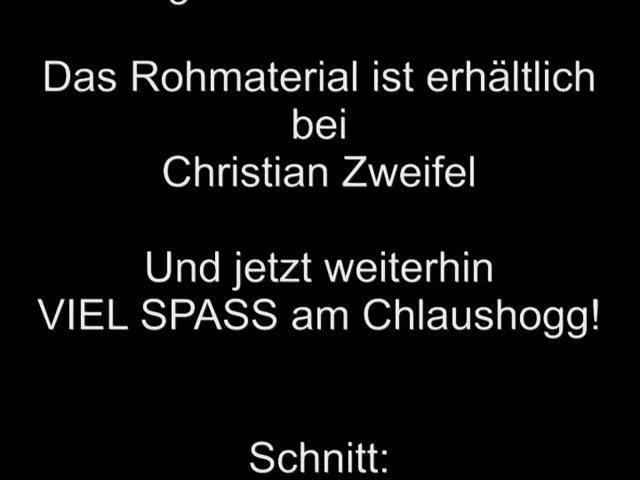 Das Rohmaterial ist erhältlich
bei
Christian Zweifel
Und jetzt weiterhin
VIEL SPASS am Chlaushogg!
Schnitt: